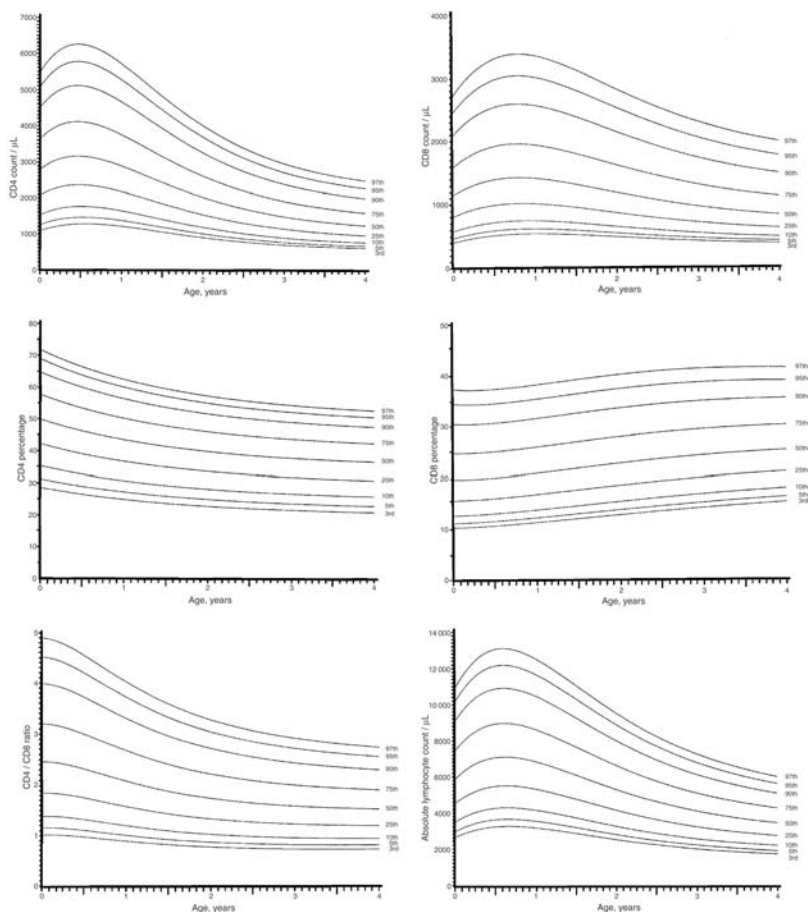 7000
6000
5000
4000
3000
2000
1000
0
CD4 count / μL
0 1 2 3 4
Age, years
97th
95th
90th
75th
50th
25th
10th
5th
3rd
4000
3000
2000
1000
0
CD8 count / μL
0 1 2 3 4
Age, years
97th
95th
90th
75th
50th
25th
10th
5th
3rd
80
70
60
50
40
30
20
10
0
CD4 percentage
0 1 2 3 4
Age, years
97th
95th
90th
75th
50th
25th
10th
5th
3rd
50
40
30
20
10
0
CD8 percentage
0 1 2 3 4
Age, years
97th
95th
90th
75th
50th
25th
10th
5th
3rd
5
4
3
2
1
0
CD4 / CD8 ratio
0 1 2 3 4
Age, years
97th
95th
90th
75th
50th
25th
10th
5th
3rd
14 000
12 000
10 000
8000
6000
4000
2000
0
Absolute lymphocyte count / μL
0 1 2 3 4
Age, years
97th
95th
90th
75th
50th
25th
10th
5th
3rd